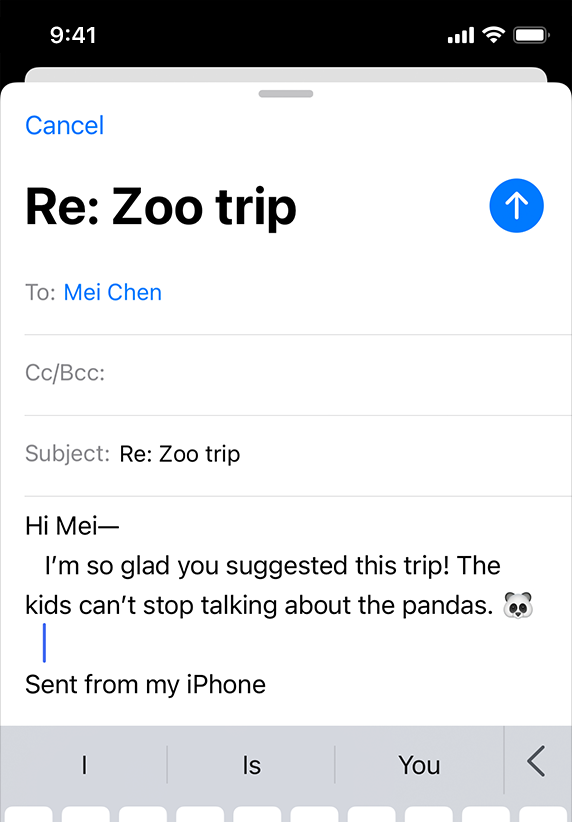 9:41
Cancel
Re: Zoo trip
To: Mei Chen
Cc/Bcc:
Subject: Re: Zoo trip
Hi Mei—
I’m so glad you suggested this trip! The
kids can’t stop talking about the pandas. 🐼
Sent from my iPhone
I Is You